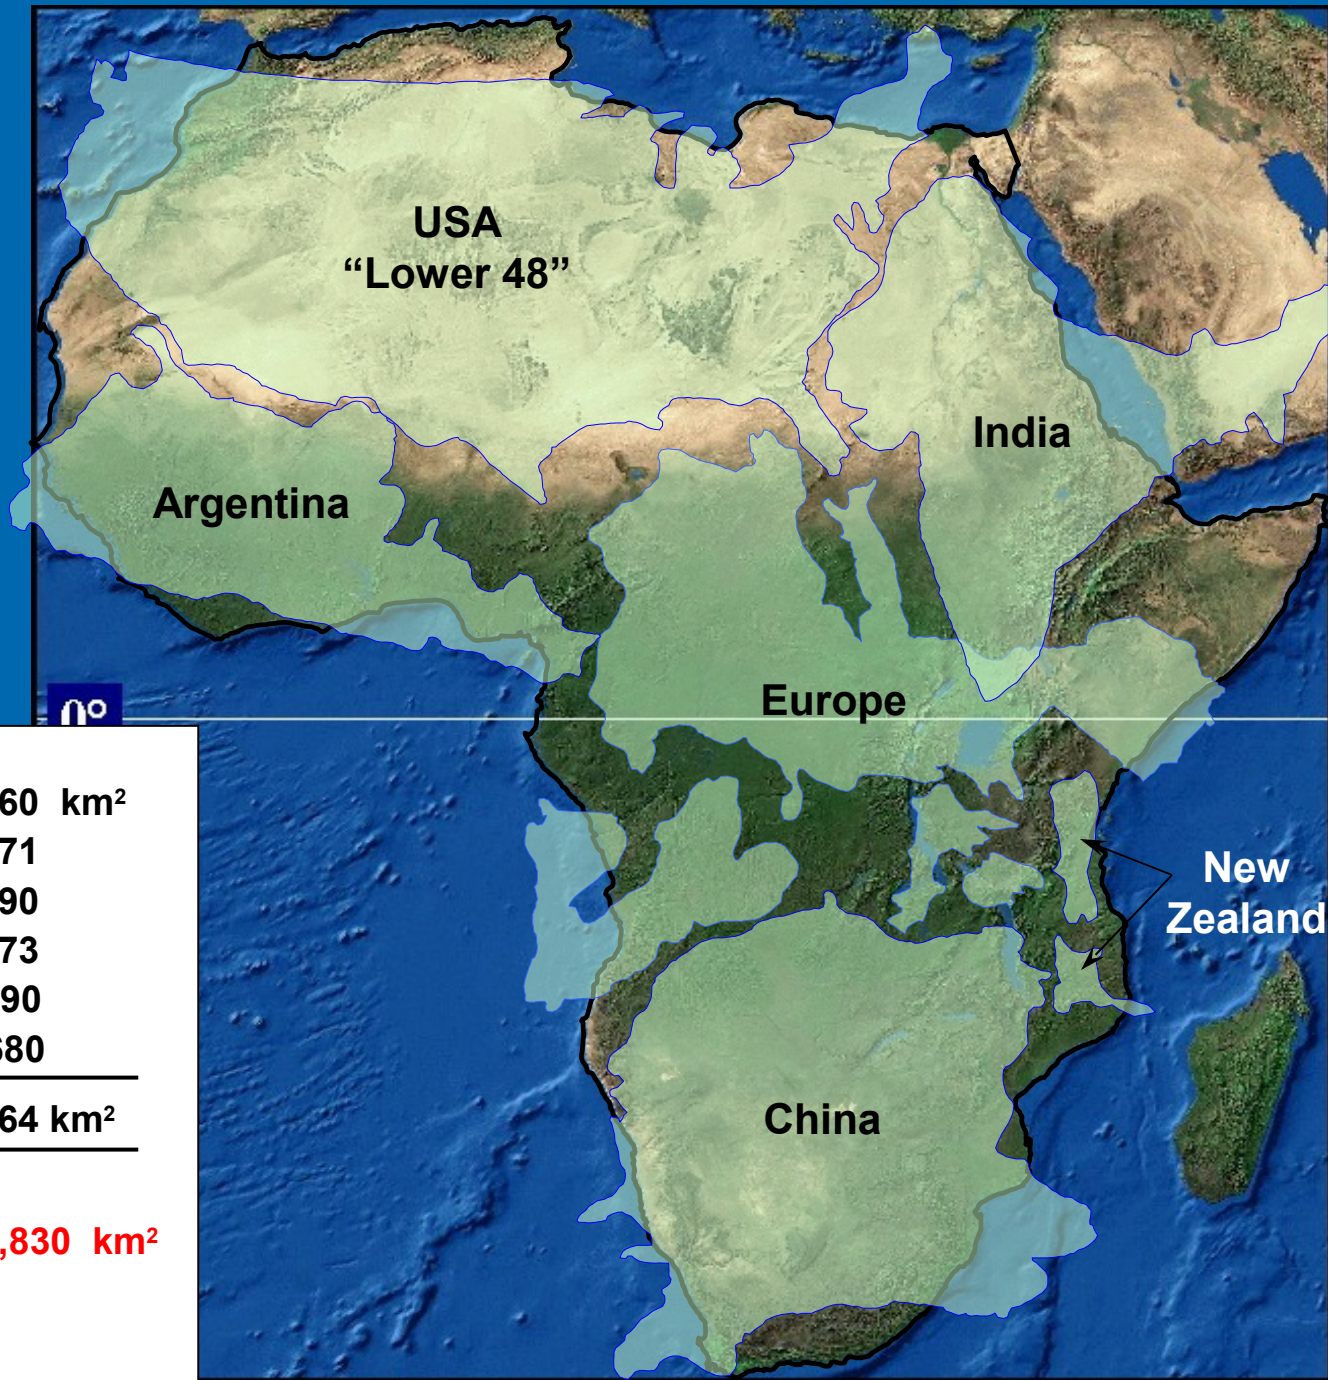 USA
“Lower 48”
India
Argentina
Europe
0°
60 km²
71
90
73
90
680
64 km²
,830 km²
New
Zealand
China